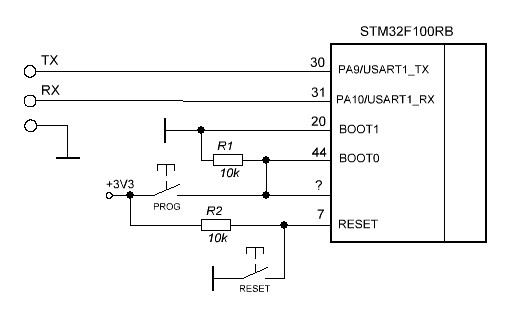 STM32F100RB
TX
30
PA9/USART1_TX
RX
31
PA10/USART1_RX
20
BOOT1
R1
10k
44
BOOT0
+3V3
PROG
?
R2
10k
7
RESET
RESET